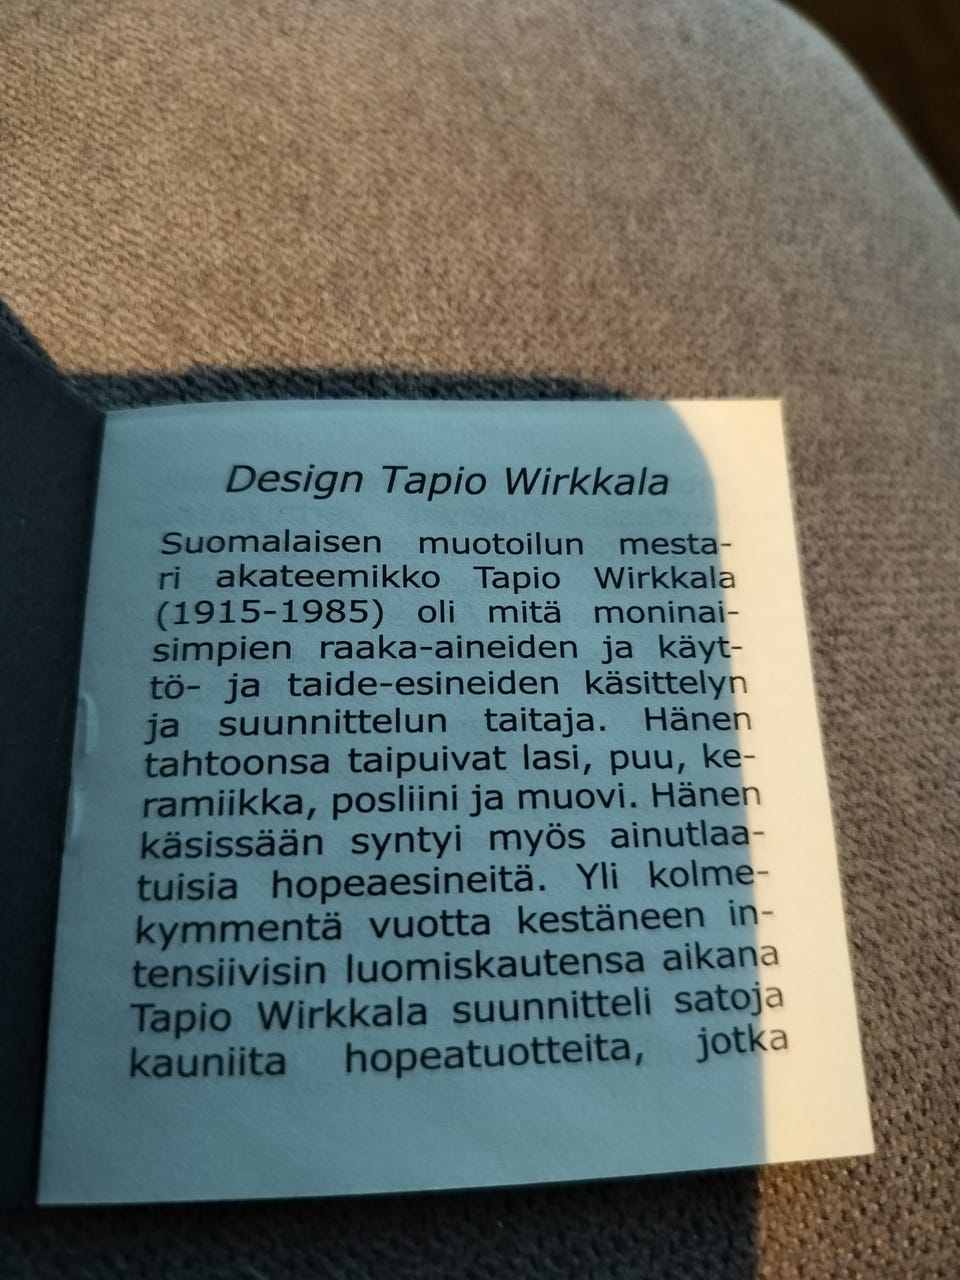 Design Tapio Wirkkala
Suomalaisen muotoilun mesta-
ri akateemikko Tapio Wirkkala
(1915-1985) oli mitä moninai-
simpien raaka-aineiden ja käyt-
tö- ja taide-esineiden käsittelyn
ja suunnittelun taitaja. Hänen
tahtoonsa taipuivat lasi, puu, ke-
ramiikka, posliini ja muovi. Hänen
käsissään syntyi myös ainutlaa-
tuisia hopeaesineitä. Yli kolme-
kymmentä vuotta kestäneen in-
tensiivisin luomiskautensa aikana
Tapio Wirkkala suunnitteli satoja
kauniita hopeatuotteita, jotka